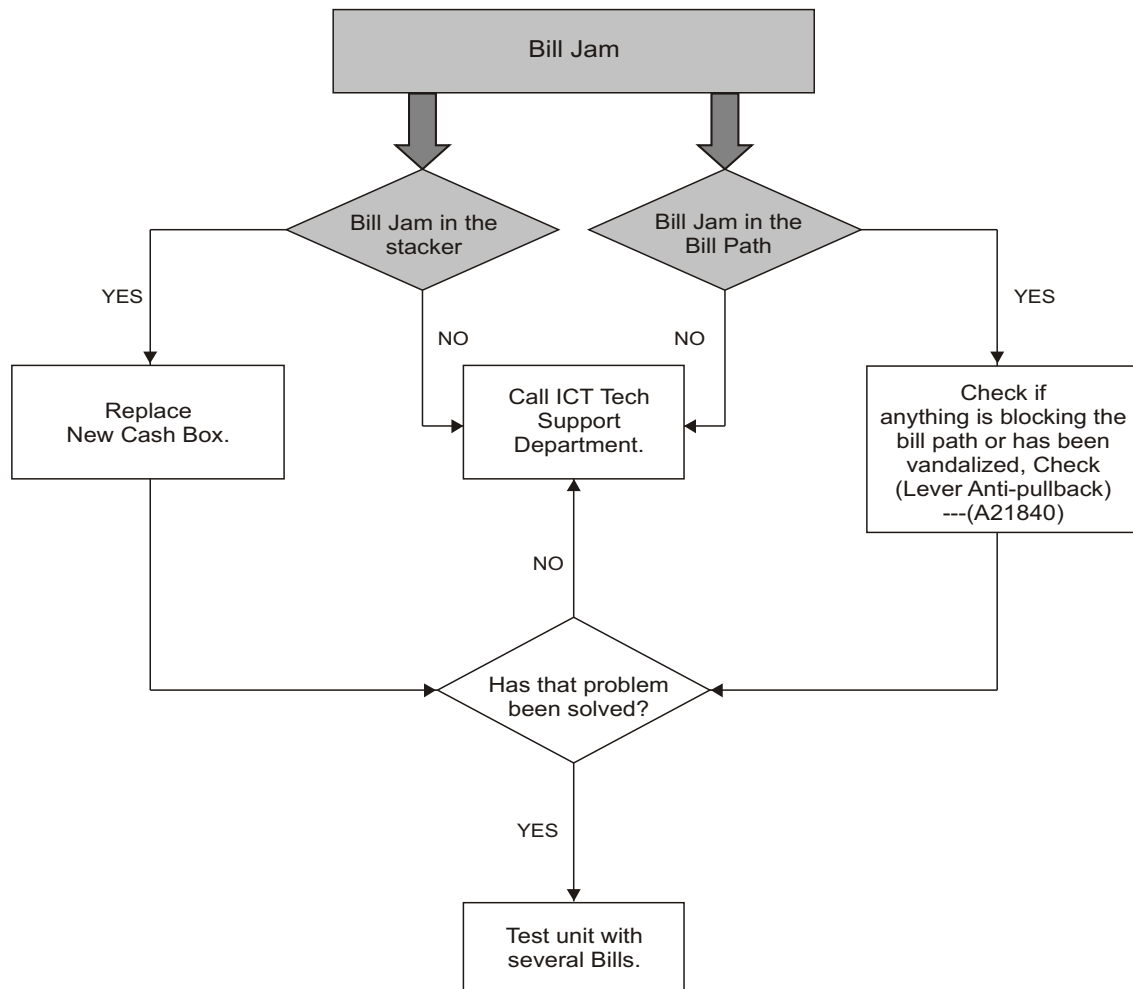 Bill Jam
Bill Jam in the
stacker
Bill Jam in the
Bill Path
YES
NO
NO
YES
Replace
New Cash Box.
Call ICT Tech
Support
Department.
Check if
anything is blocking the
bill path or has been
vandalized, Check
(Lever Anti-pullback)
---(A21840)
NO
Has that problem
been solved?
YES
Test unit with
several Bills.